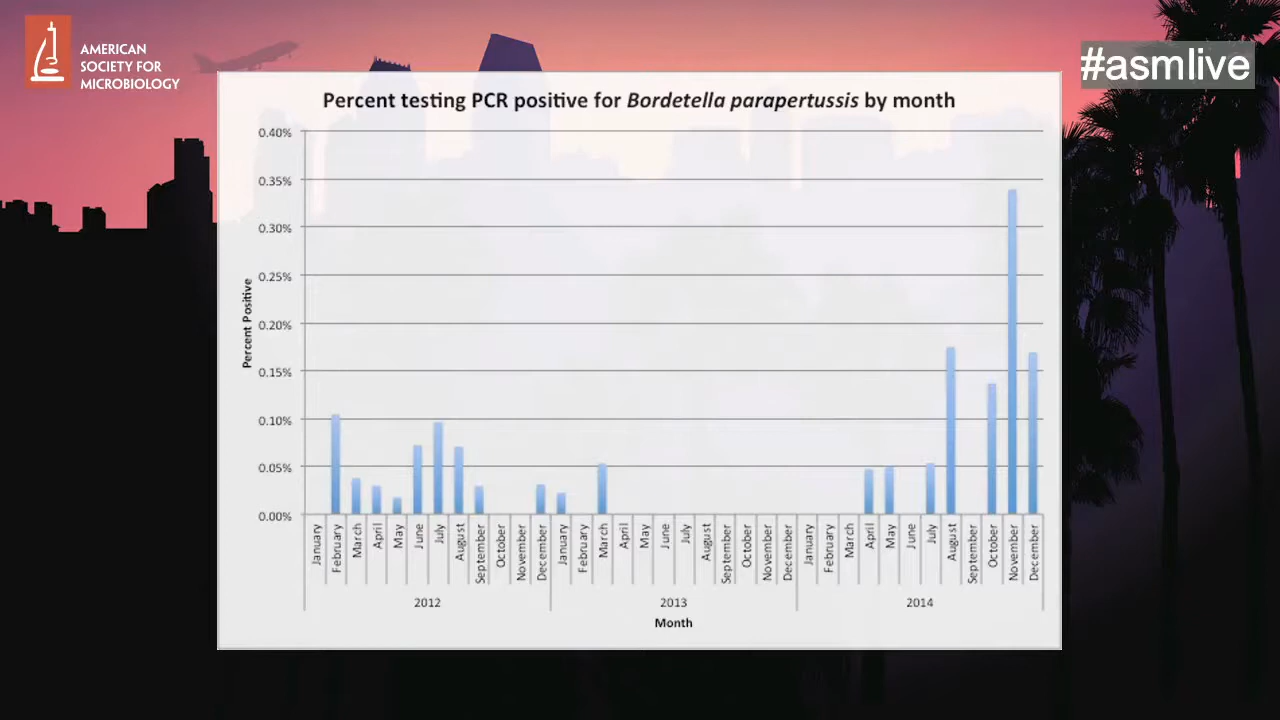 AMERICAN
SOCIETY FOR
MICROBIOLOGY
#asmlive
Percent testing PCR positive for Bordetella parapertussis by month
0.40%
0.35%
0.30%
0.25%
0.20%
0.15%
0.10%
0.05%
0.00%
Percent Positive
January
February
March
April
May
June
July
August
September
October
November
December
January
February
March
April
May
June
July
August
September
October
November
December
January
February
March
April
May
June
July
August
September
October
November
December
2012
2013
2014
Month